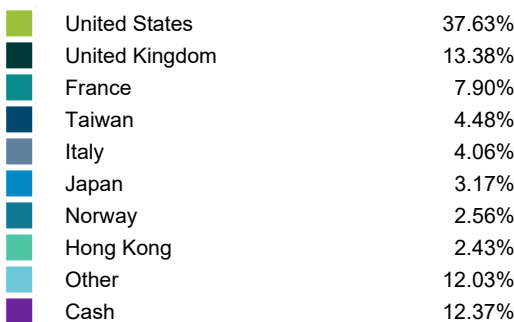 United States 37.63%
United Kingdom 13.38%
France 7.90%
Taiwan 4.48%
Italy 4.06%
Japan 3.17%
Norway 2.56%
Hong Kong 2.43%
Other 12.03%
Cash 12.37%